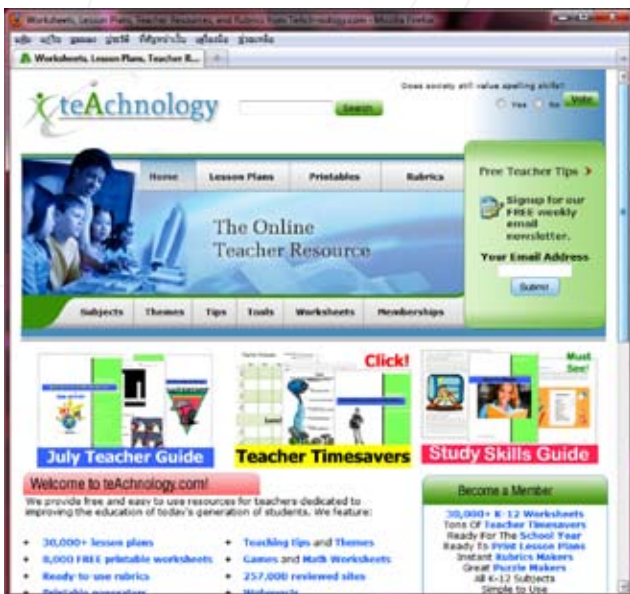 Worksheets, Lesson Plans, Teacher Resources, and Rubrics from TeAch-nology.com - Mozilla Firefox
Worksheets, Lesson Plans, Teacher R...
teAchnology
Search
Does society still value spelling skills?
Yes No Vote
Home Lesson Plans Printables Rubrics
The Online
Teacher Resource
Subjects Themes Tips Tools Worksheets Memberships
Free Teacher Tips
Signup for our
FREE weekly
email
newsletter.
Your Email Address
Submit
July Teacher Guide
Click!
Teacher Timesavers
Must
See!
Study Skills Guide
Welcome to teAchnology.com!
We provide free and easy to use resources for teachers dedicated to
improving the education of today's generation of students. We feature:
30,000+ lesson plans
8,000 FREE printable worksheets
Ready to use rubrics
Printable generators
Teaching Tips and Themes
Games and Math Worksheets
257,000 reviewed sites
Webquests
Become a Member
30,000+ K-12 Worksheets
Tons Of Teacher Timesavers
Ready For The School Year
Ready To Print Lesson Plans
Instant Rubrics Makers
Great Puzzle Makers
All K-12 Subjects
Simple to Use